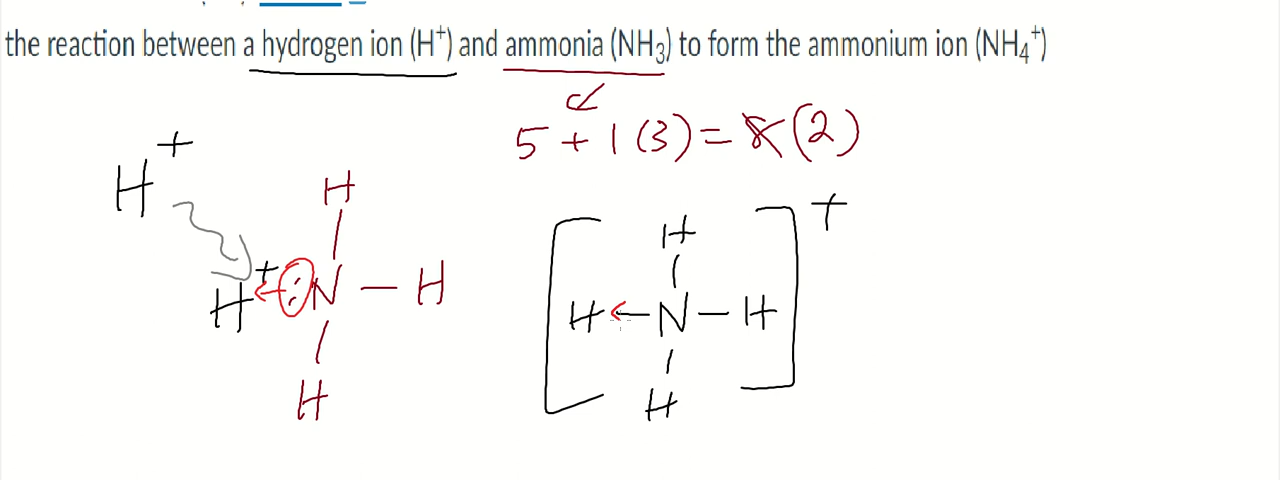 the reaction between a hydrogen ion (H⁺) and ammonia (NH₃) to form the ammonium ion (NH₄⁺)
5 + 1 (3) = 8 (2)
H⁺
H
H⁺ :N — H
H
+
H
H ← N — H
H